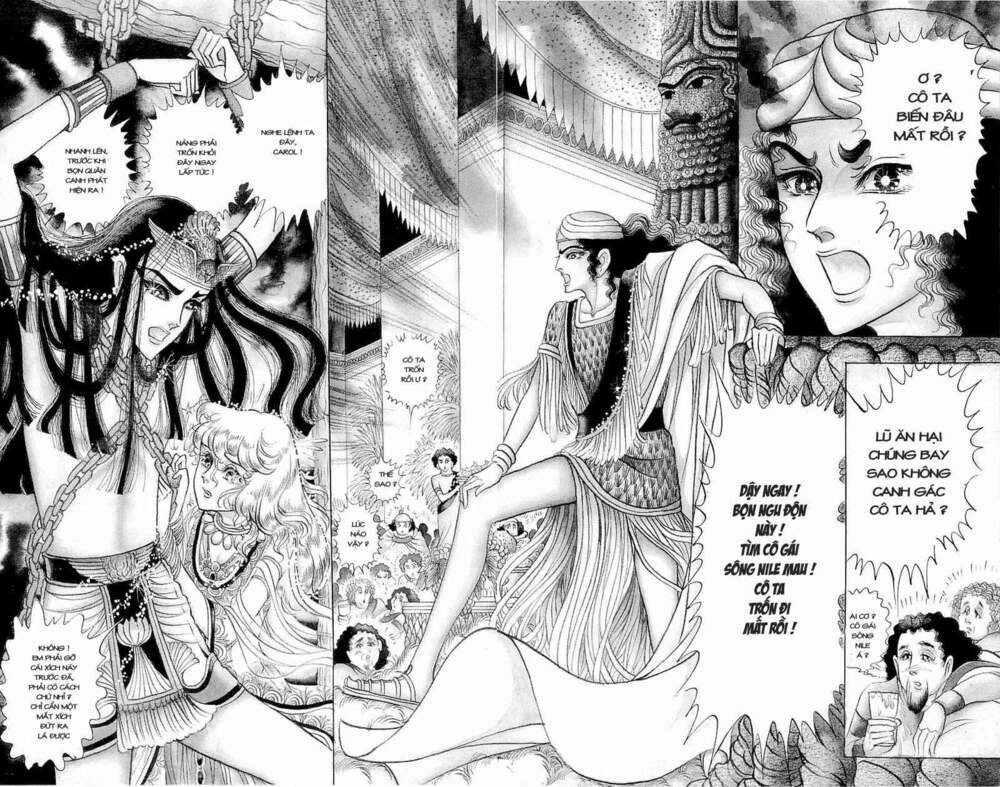 Ơ ?
CÔ TA
BIẾN ĐÂU
MẤT RỒI ?
LŨ ĂN HẠI
CHÚNG BAY
SAO KHÔNG
CANH GÁC
CÔ TA HẢ ?
AI CƠ ?
CÔ GÁI
SÔNG
NILE
Á ?
DẬY NGAY !
BỌN NGU ĐỘN
NÀY !
TÌM CÔ GÁI
SÔNG NILE MAU !
CÔ TA
TRỐN ĐI
MẤT RỒI !
CÔ TA
TRỐN
RỒI Ư ?
THẾ
SAO ?
LÚC
NÀO
VẬY ?
NGHE LỆNH TA
ĐÂY,
CAROL !
NÀNG PHẢI
TRỐN KHỎI
ĐÂY NGAY
LẬP TỨC !
NHANH LÊN,
TRƯỚC KHI
BỌN QUÂN
CANH PHÁT
HIỆN RA !
KHÔNG !
EM PHẢI GỠ
CÁI XÍCH NÀY
TRƯỚC ĐÃ,
PHẢI CÓ CÁCH
CHỨ NHỈ ?
CHỈ CẦN MỘT
MẮT XÍCH
ĐỨT RA
LÀ ĐƯỢC